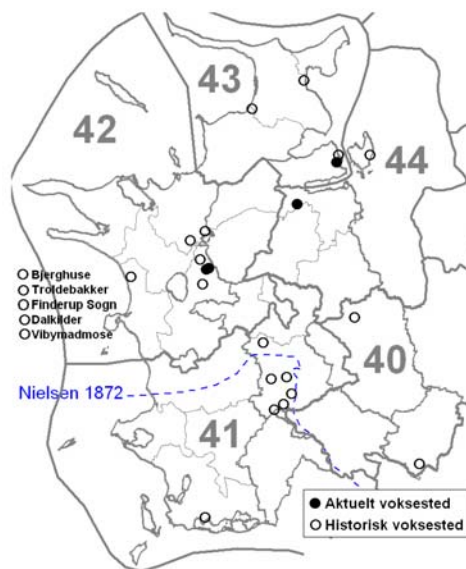 43
42
44
Bjerghuse
Troldebakker
Finderup Sogn
Dalkilder
Vibymadmose
40
Nielsen 1872
41
Aktuelt voksested
Historisk voksested